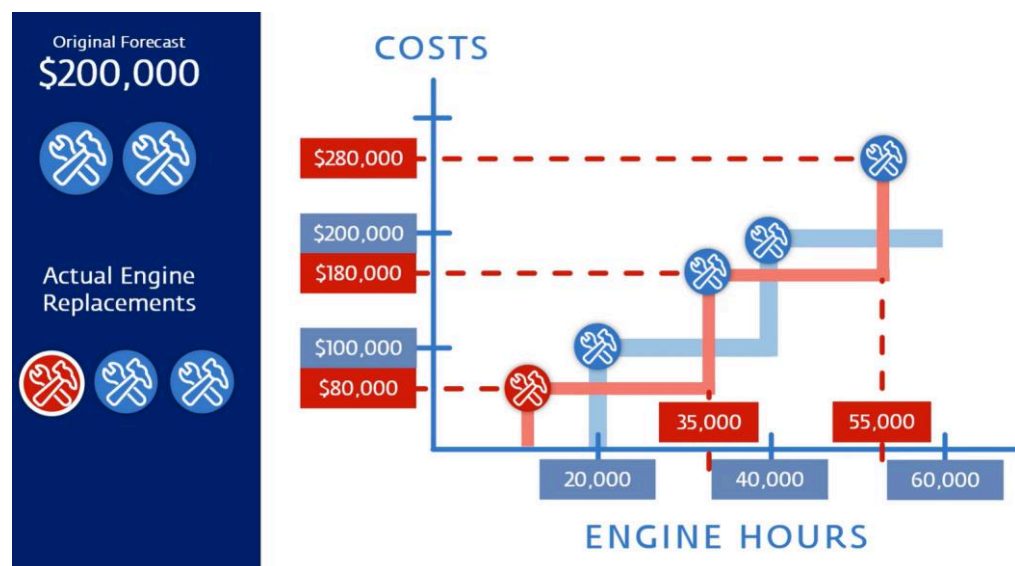 Original Forecast
$200,000
Actual Engine
Replacements
COSTS
$280,000
$200,000
$180,000
$100,000
$80,000
35,000
55,000
20,000
40,000
60,000
ENGINE HOURS